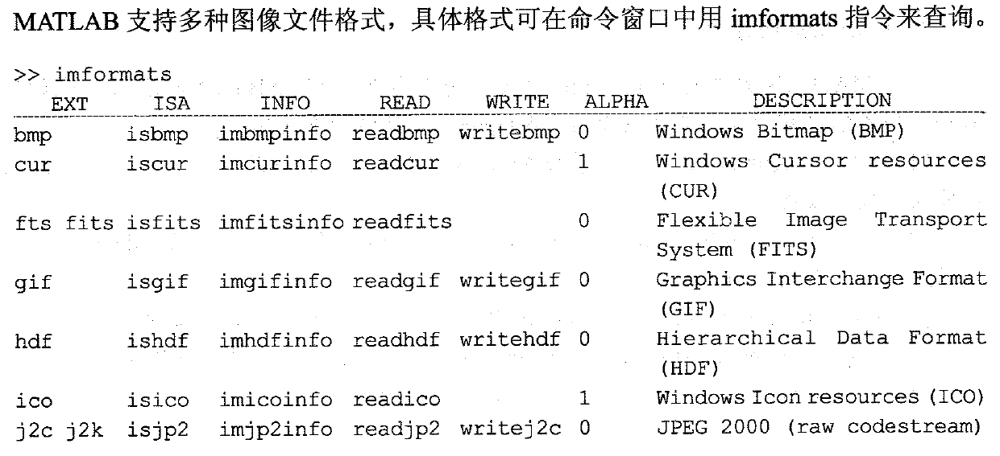 MATLAB 支持多种图像文件格式，具体格式可在命令窗口中用 imformats 指令来查询。
>> imformats
EXT ISA INFO READ WRITE ALPHA DESCRIPTION
bmp isbmp imbmpinfo readbmp writebmp 0 Windows Bitmap (BMP)
cur iscur imcurinfo readcur 1 Windows Cursor resources
(CUR)
fts fits isfits imfitsinfo readfits 0 Flexible Image Transport
System (FITS)
gif isgif imgifinfo readgif writegif 0 Graphics Interchange Format
(GIF)
hdf ishdf imhdfinfo readhdf writehdf 0 Hierarchical Data Format
(HDF)
ico isico imicoinfo readico 1 Windows Icon resources (ICO)
j2c j2k isjp2 imjp2info readjp2 writej2c 0 JPEG 2000 (raw codestream)